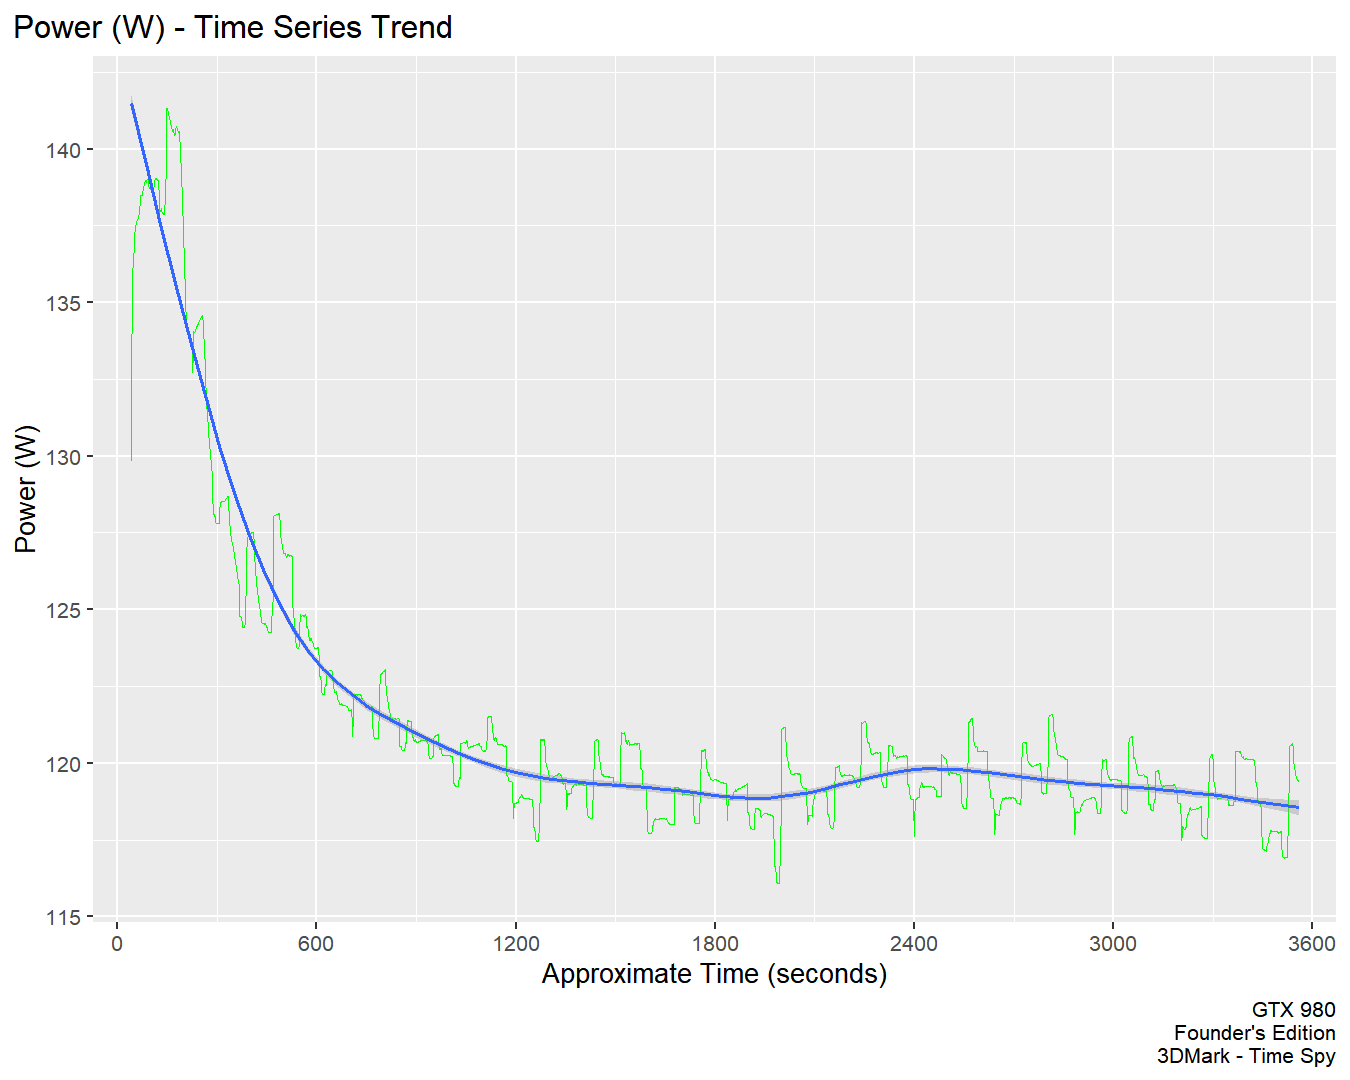 Power (W) - Time Series Trend
Power (W)
140
135
130
125
120
115
0 600 1200 1800 2400 3000 3600
Approximate Time (seconds)
GTX 980
Founder's Edition
3DMark - Time Spy